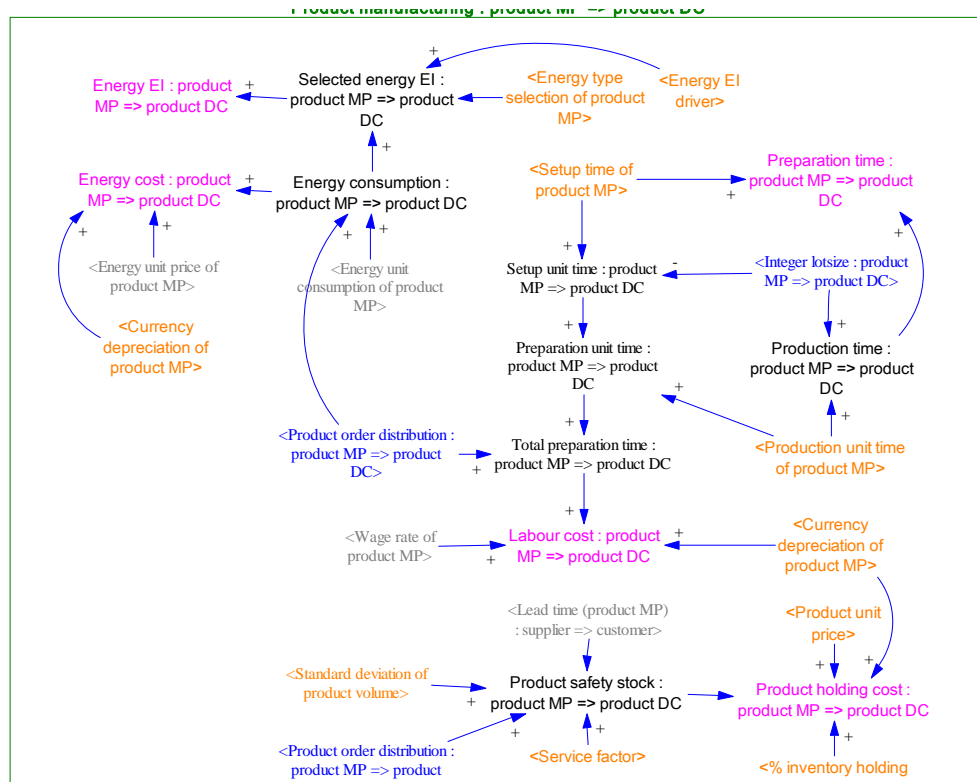 Product manufacturing : product MP => product DC
Energy EI : product
MP => product DC
+
Selected energy EI :
product MP => product
DC
+
<Energy type
selection of product
MP>
<Energy EI
driver>
+
Energy cost : product
MP => product DC
+
Energy consumption :
product MP => product DC
<Setup time of
product MP>
Preparation time :
product MP => product
DC
+
+
+
+
+
+
+
<Energy unit price of
product MP>
<Energy unit
consumption of product
MP>
+
Setup unit time : product
MP => product DC
-
<Integer lotsize : product
MP => product DC>
<Currency
depreciation of
product MP>
+
Preparation unit time :
product MP => product
DC
+
Production time :
product MP => product
DC
+
+
+
<Product order distribution :
product MP => product
DC>
+
Total preparation time :
product MP => product DC
<Production unit time
of product MP>
+
<Wage rate of
product MP>
+
Labour cost : product
MP => product DC
+
<Currency
depreciation of
product MP>
<Lead time (product MP)
: supplier => customer>
<Product unit
price>
+
+
+
<Standard deviation of
product volume>
+
Product safety stock :
product MP => product DC
Product holding cost :
product MP => product DC
+
+
+
<Product order distribution :
product MP => product
<Service factor>
+
<% inventory holding